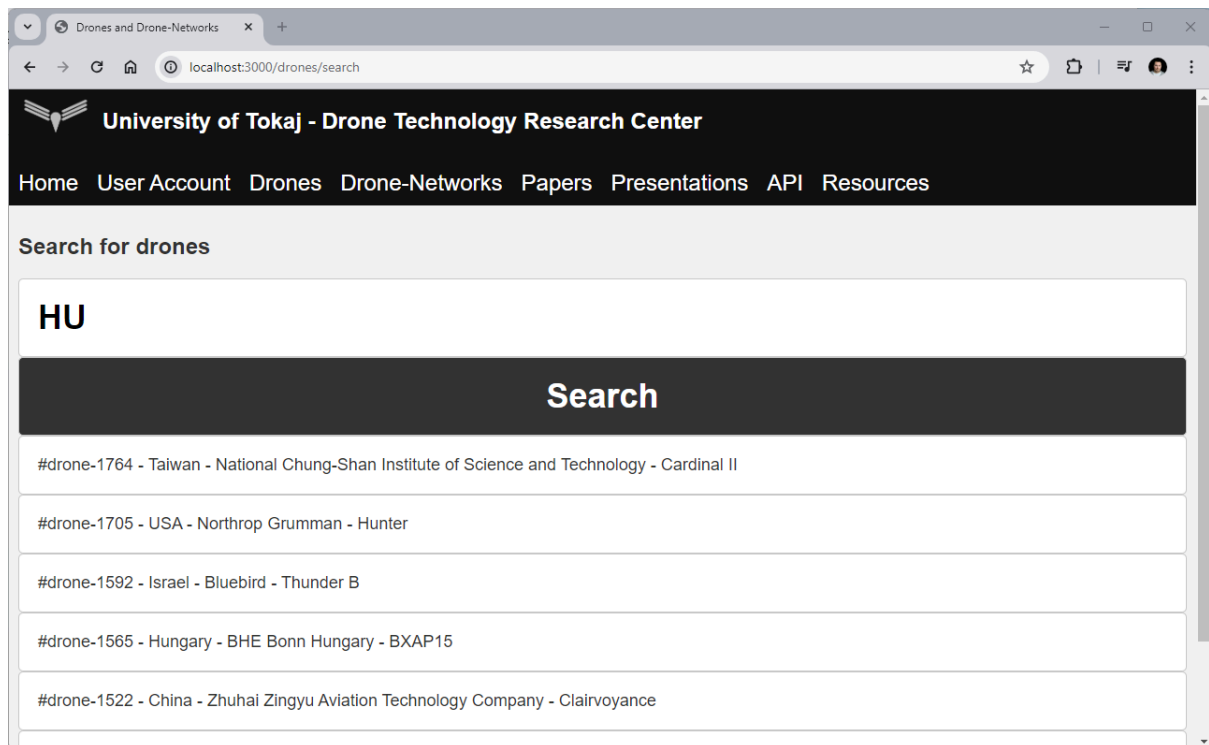 Drones and Drone-Networks
localhost:3000/drones/search
University of Tokaj - Drone Technology Research Center
Home User Account Drones Drone-Networks Papers Presentations API Resources
Search for drones
HU
Search
#drone-1764 - Taiwan - National Chung-Shan Institute of Science and Technology - Cardinal II
#drone-1705 - USA - Northrop Grumman - Hunter
#drone-1592 - Israel - Bluebird - Thunder B
#drone-1565 - Hungary - BHE Bonn Hungary - BXAP15
#drone-1522 - China - Zhuhai Zingyu Aviation Technology Company - Clairvoyance